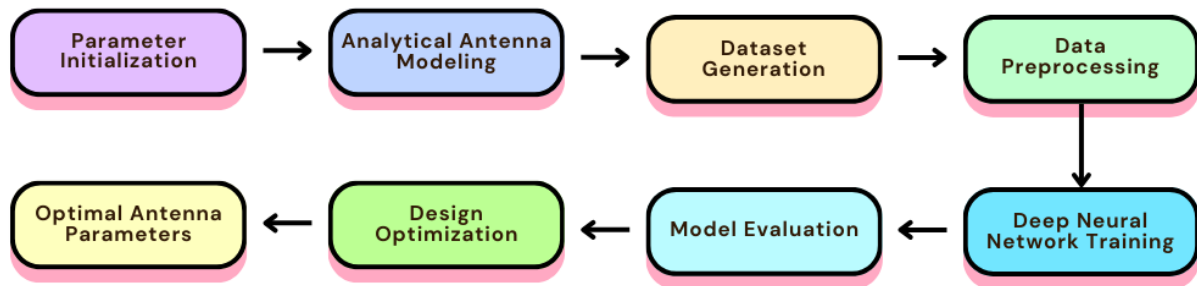 Parameter
Initialization
Analytical Antenna
Modeling
Dataset
Generation
Data
Preprocessing
Deep Neural
Network Training
Model Evaluation
Design
Optimization
Optimal Antenna
Parameters